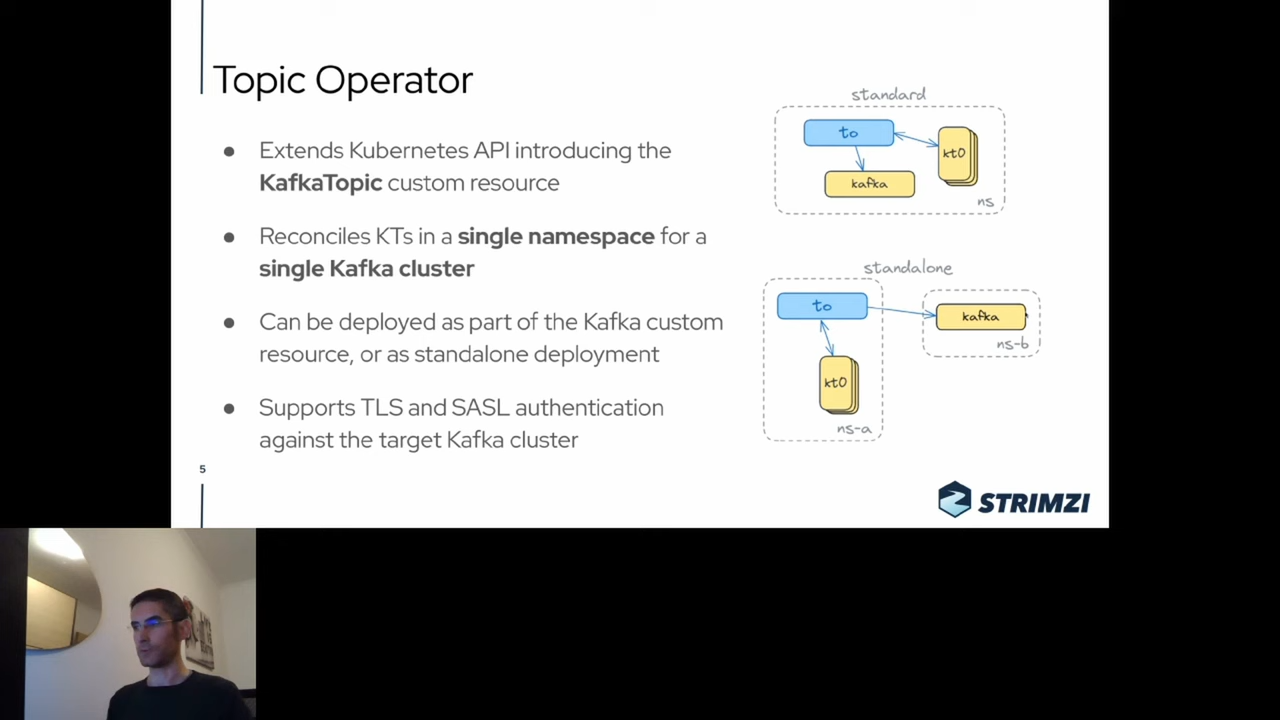 Topic Operator
● Extends Kubernetes API introducing the
KafkaTopic custom resource
● Reconciles KTs in a single namespace for a
single Kafka cluster
● Can be deployed as part of the Kafka custom
resource, or as standalone deployment
● Supports TLS and SASL authentication
against the target Kafka cluster
5
standard
to
kt0
kafka
ns
standalone
to
kafka
ns-b
kt0
ns-a
STRIMZI